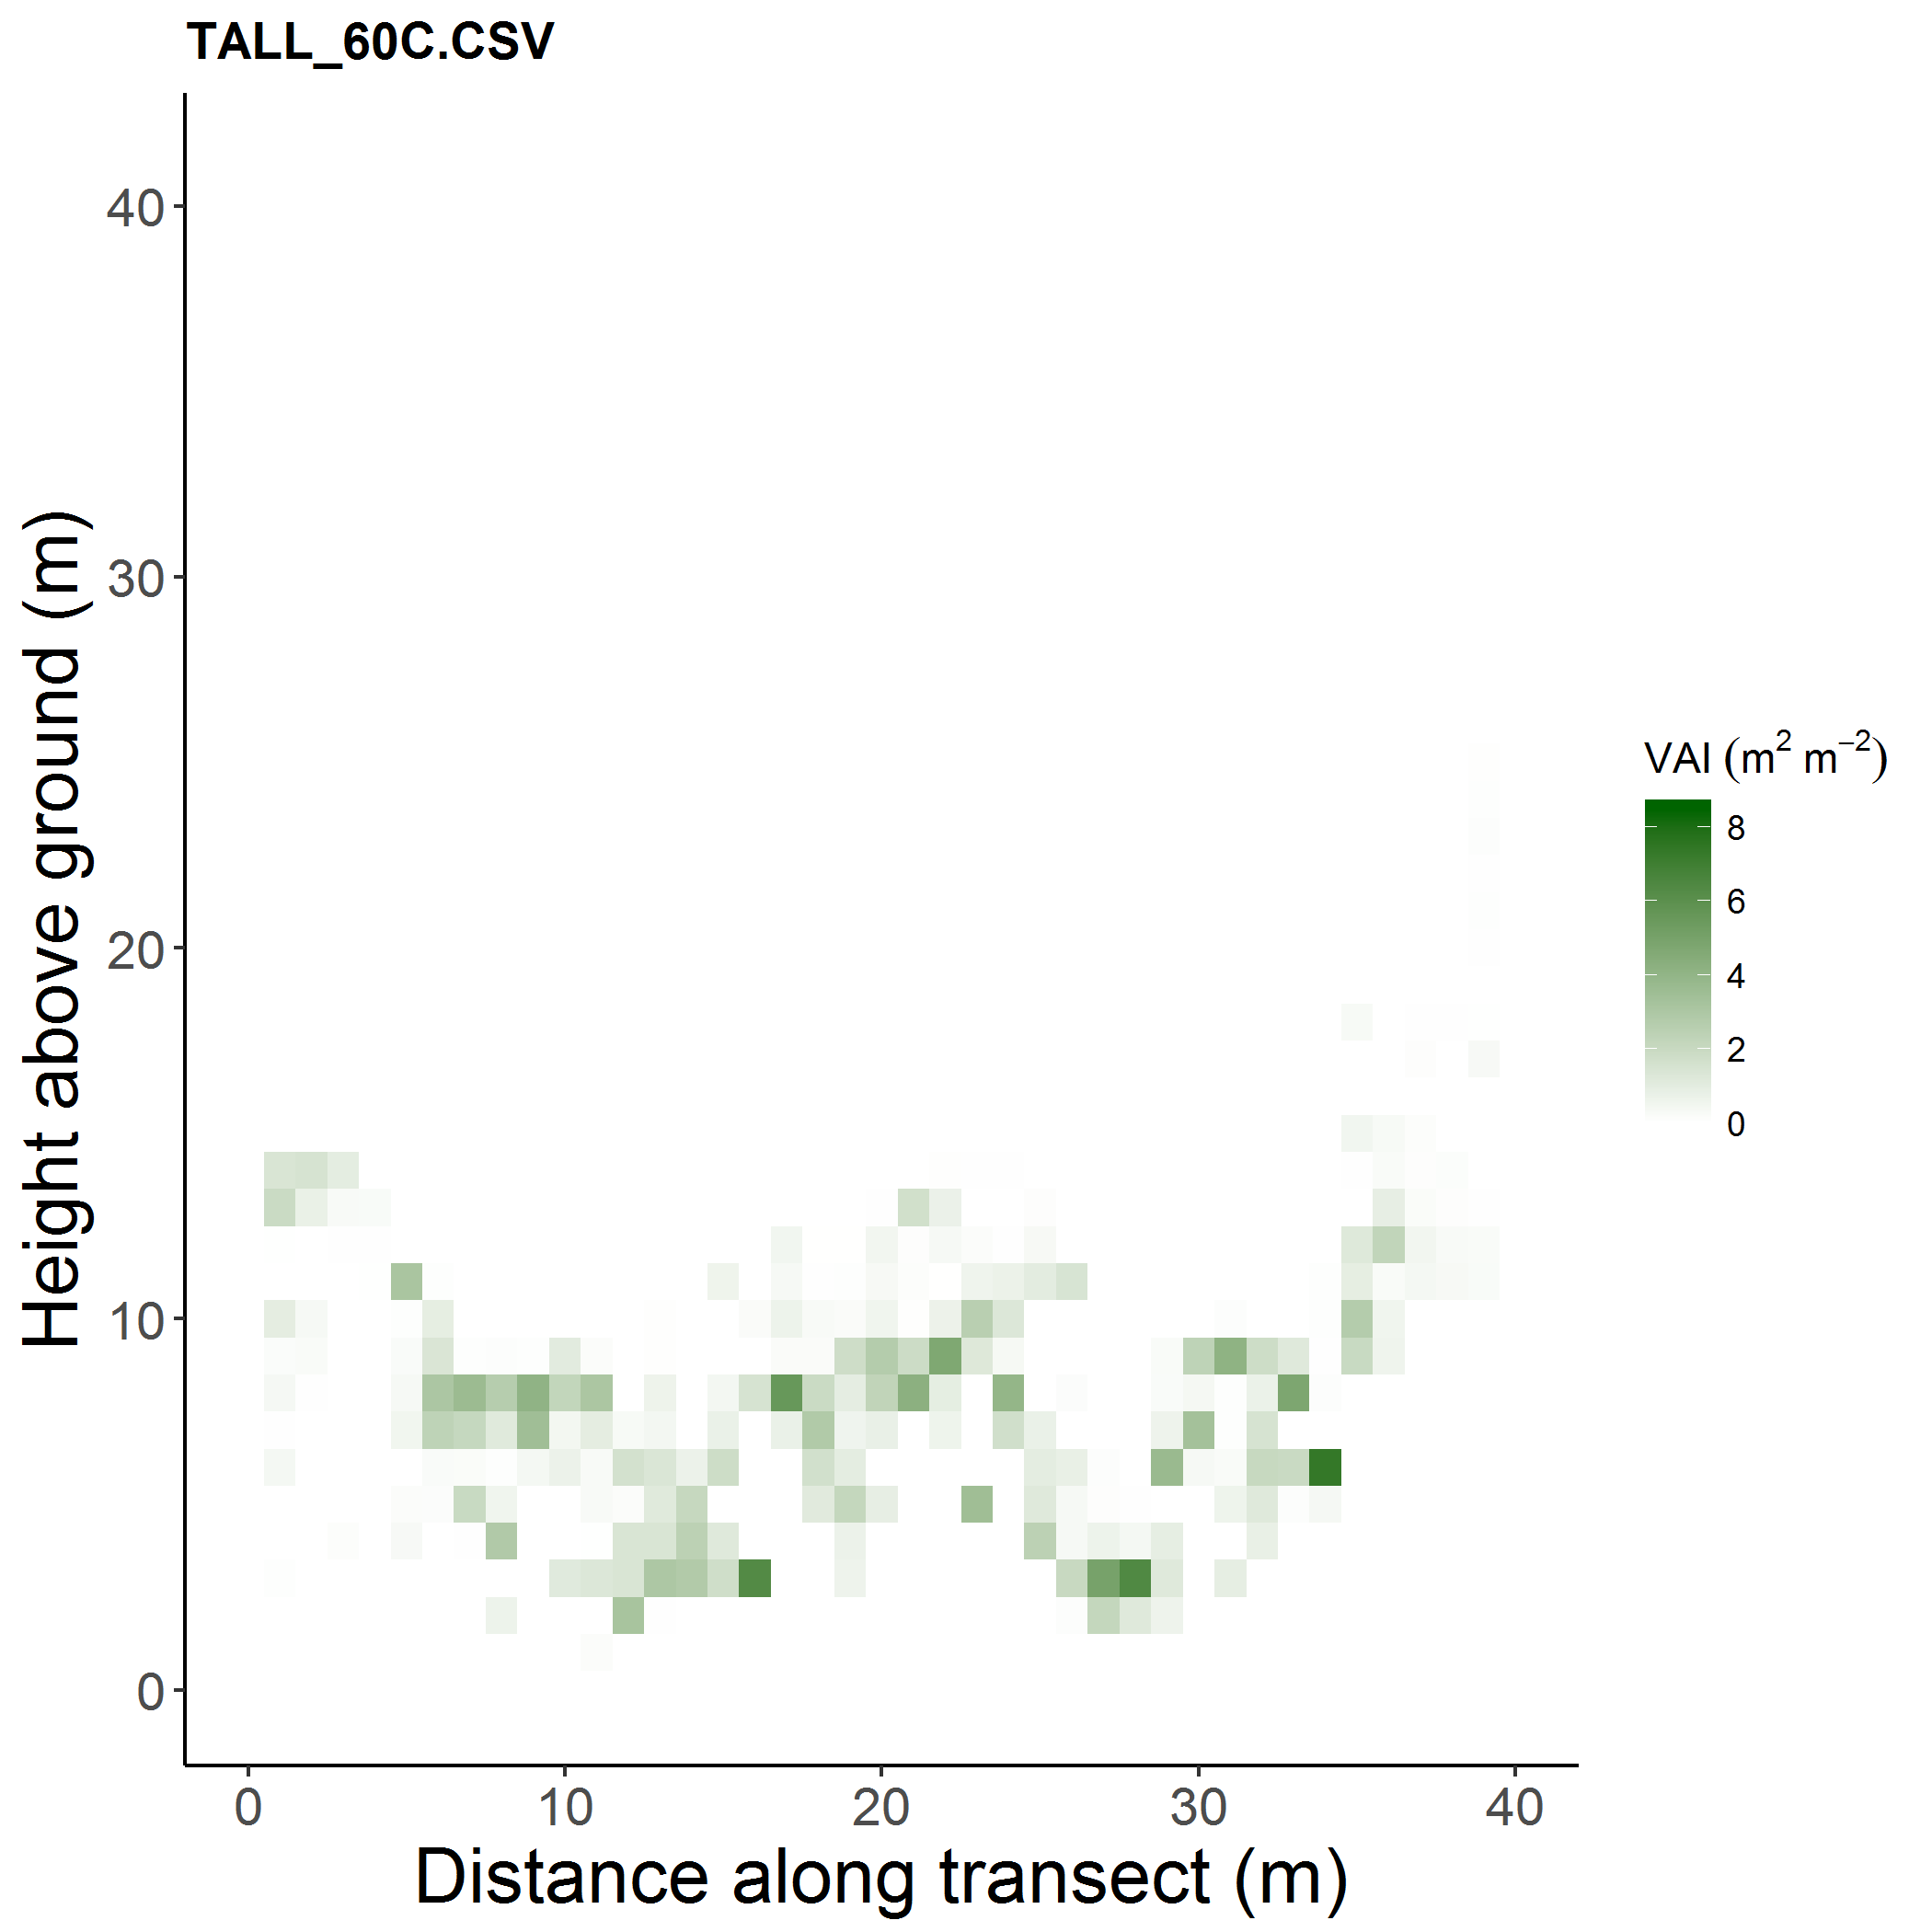 TALL_60C.CSV
Height above ground (m)
40
30
20
10
0
0 10 20 30 40
Distance along transect (m)
VAI (m² m⁻²)
8
6
4
2
0